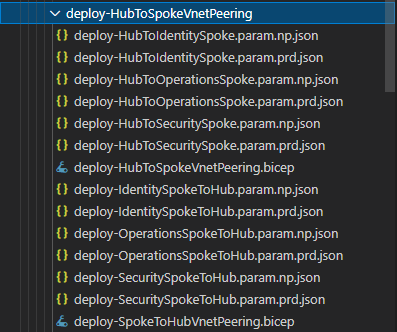 deploy-HubToSpokeVnetPeering
deploy-HubToIdentitySpoke.param.np.json
deploy-HubToIdentitySpoke.param.prd.json
deploy-HubToOperationsSpoke.param.np.json
deploy-HubToOperationsSpoke.param.prd.json
deploy-HubToSecuritySpoke.param.np.json
deploy-HubToSecuritySpoke.param.prd.json
deploy-HubToSpokeVnetPeering.bicep
deploy-IdentitySpokeToHub.param.np.json
deploy-IdentitySpokeToHub.param.prd.json
deploy-OperationsSpokeToHub.param.np.json
deploy-OperationsSpokeToHub.param.prd.json
deploy-SecuritySpokeToHub.param.np.json
deploy-SecuritySpokeToHub.param.prd.json
deploy-SpokeToHubVnetPeering.bicep